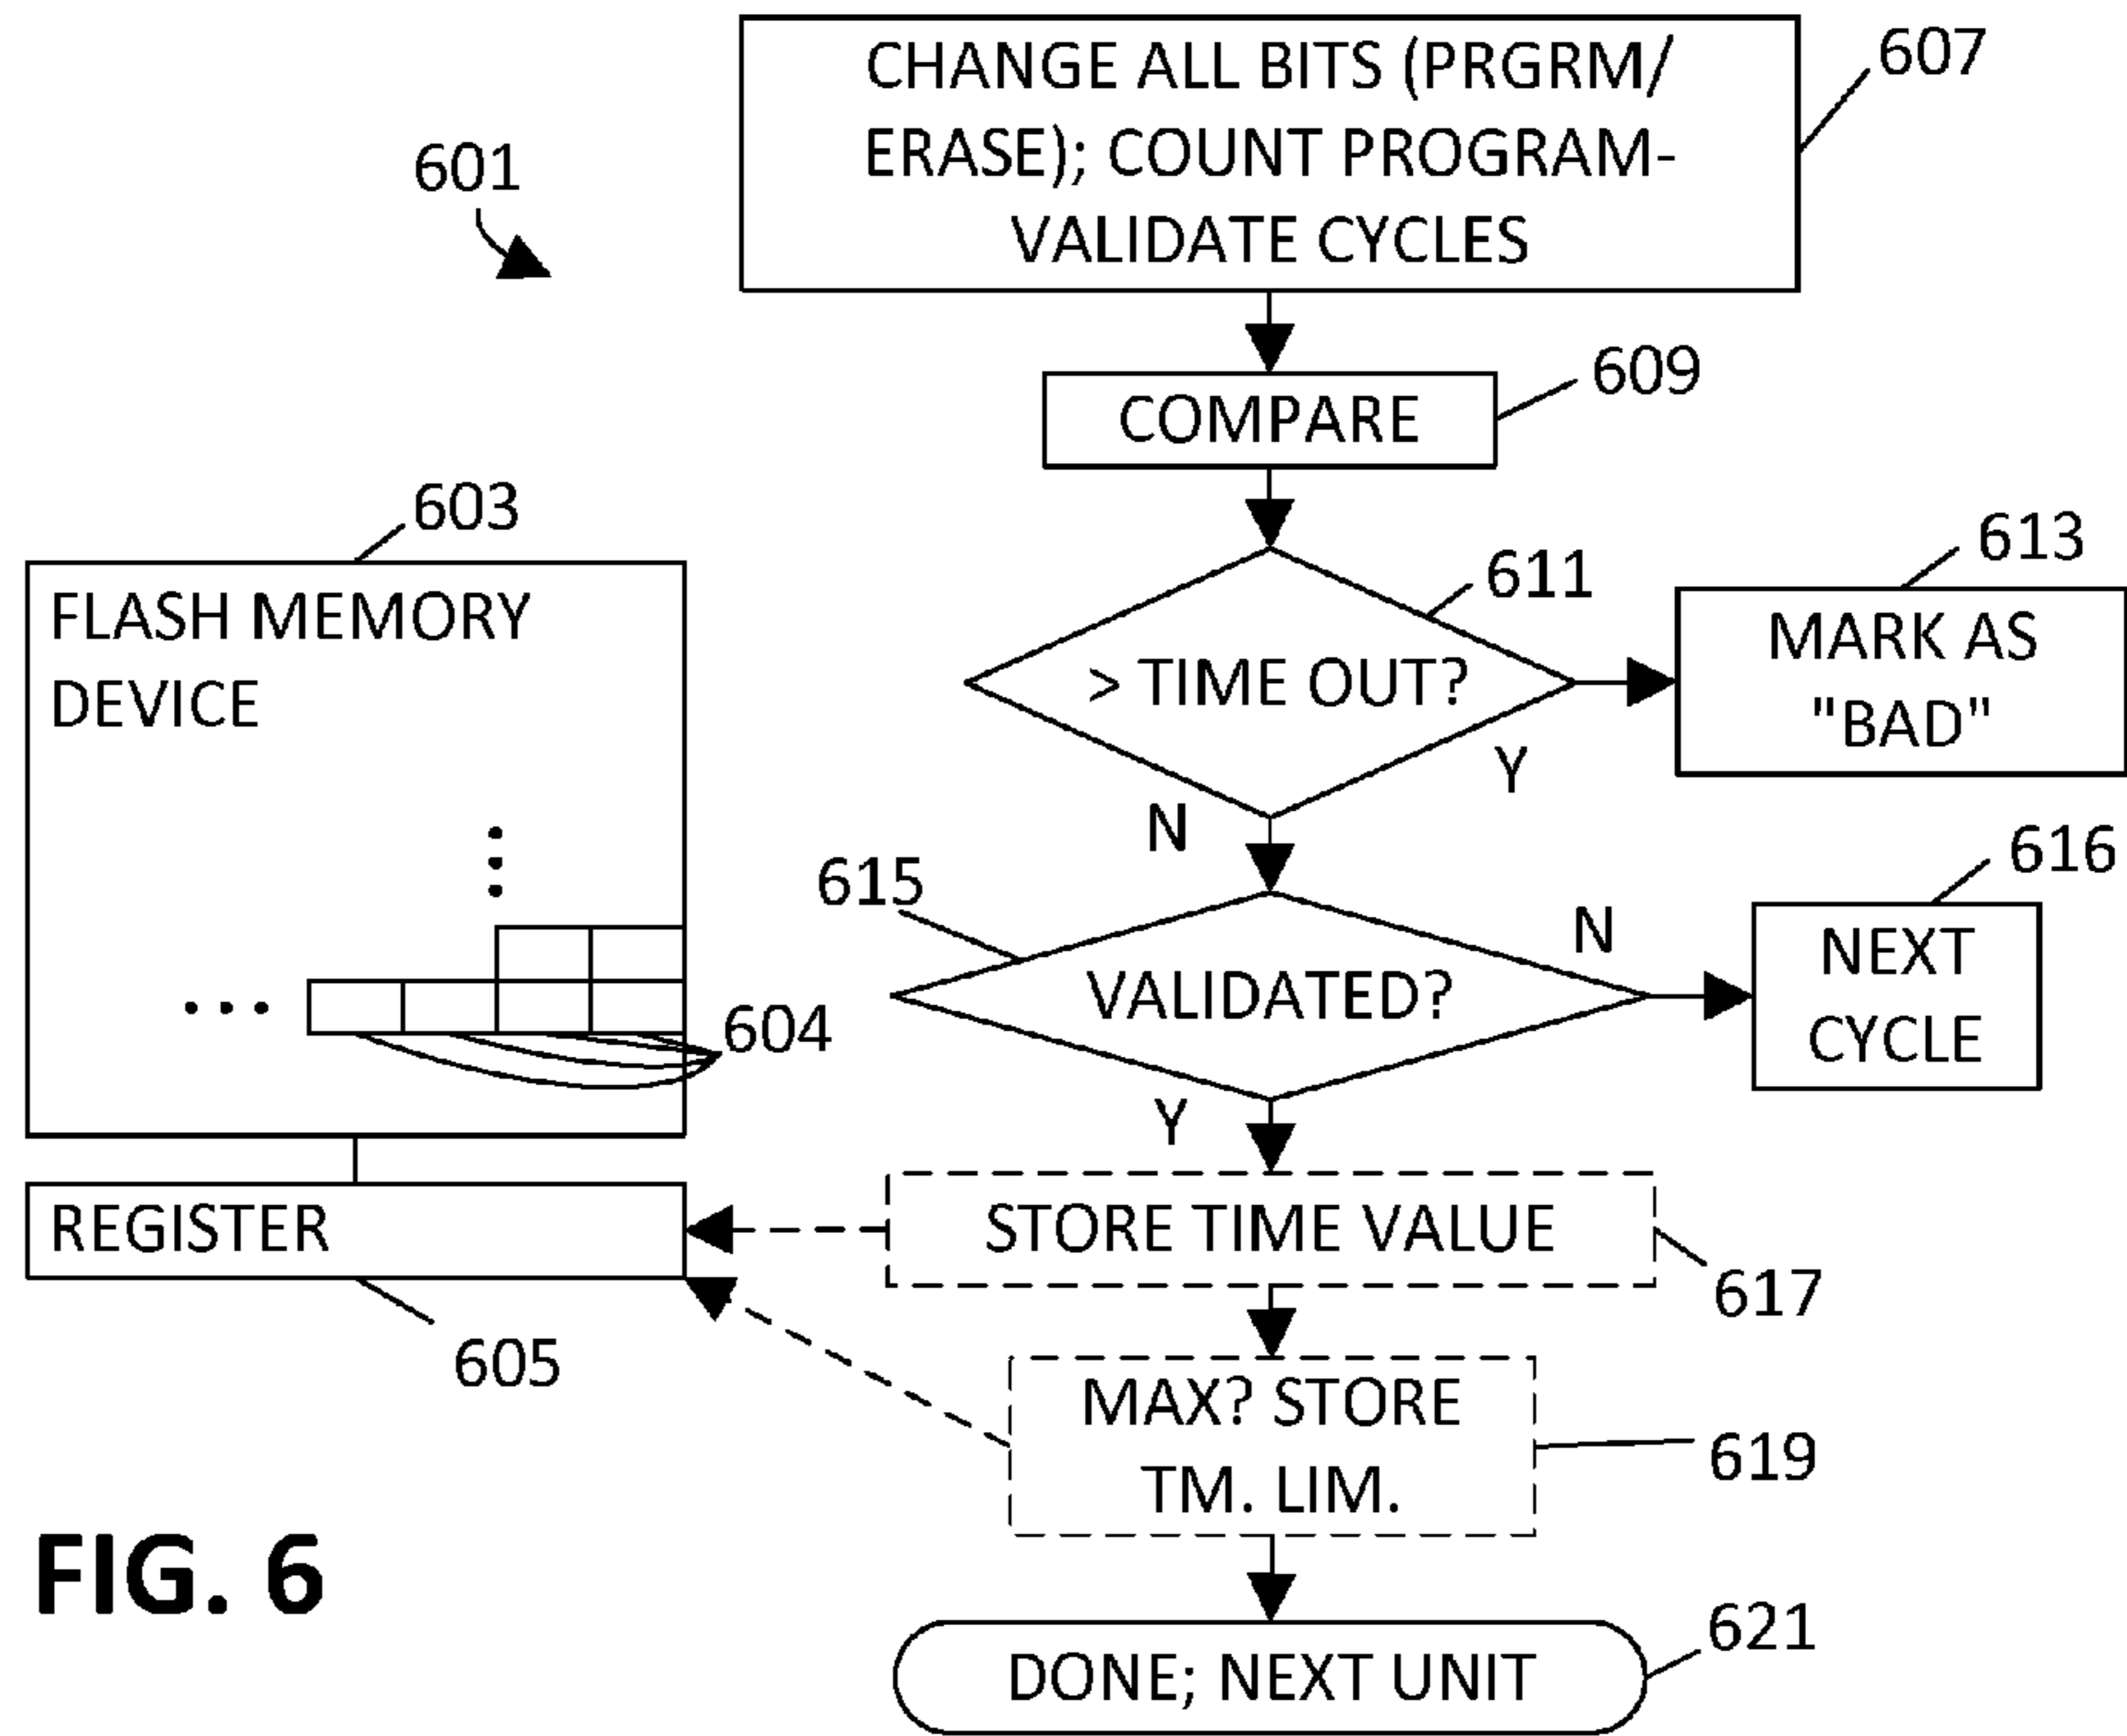 CHANGE ALL BITS (PRGRM/
ERASE); COUNT PROGRAM-
VALIDATE CYCLES
607
601
COMPARE
609
603
FLASH MEMORY
DEVICE
604
> TIME OUT?
611
Y
N
613
MARK AS
"BAD"
615
VALIDATED?
N
Y
616
NEXT
CYCLE
REGISTER
605
STORE TIME VALUE
617
MAX? STORE
TM. LIM.
619
DONE; NEXT UNIT
621
FIG. 6